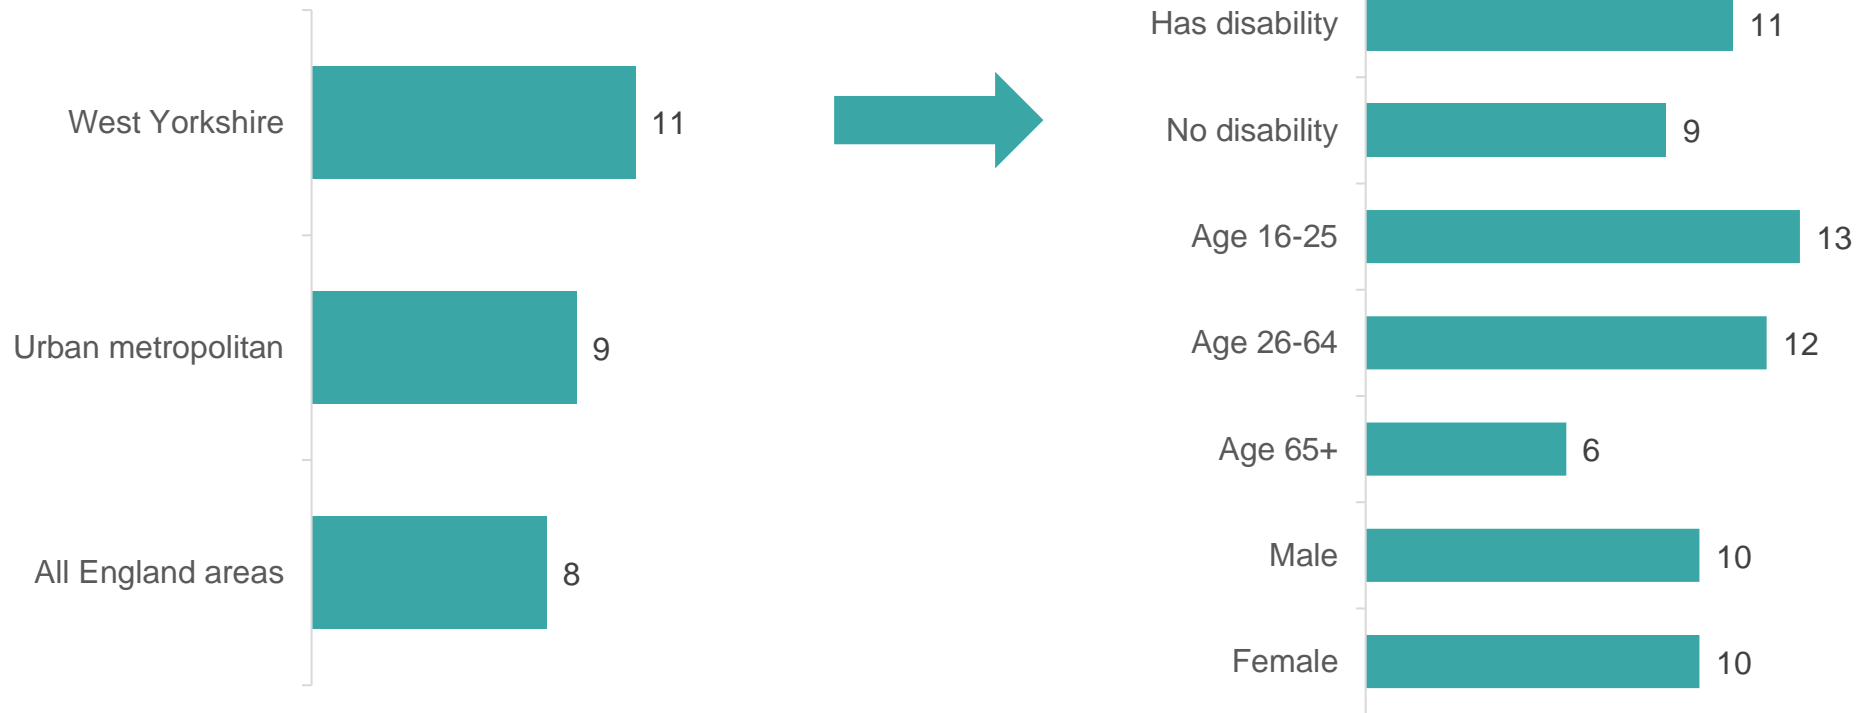 West Yorkshire 11
Urban metropolitan 9
All England areas 8
Has disability 11
No disability 9
Age 16-25 13
Age 26-64 12
Age 65+ 6
Male 10
Female 10